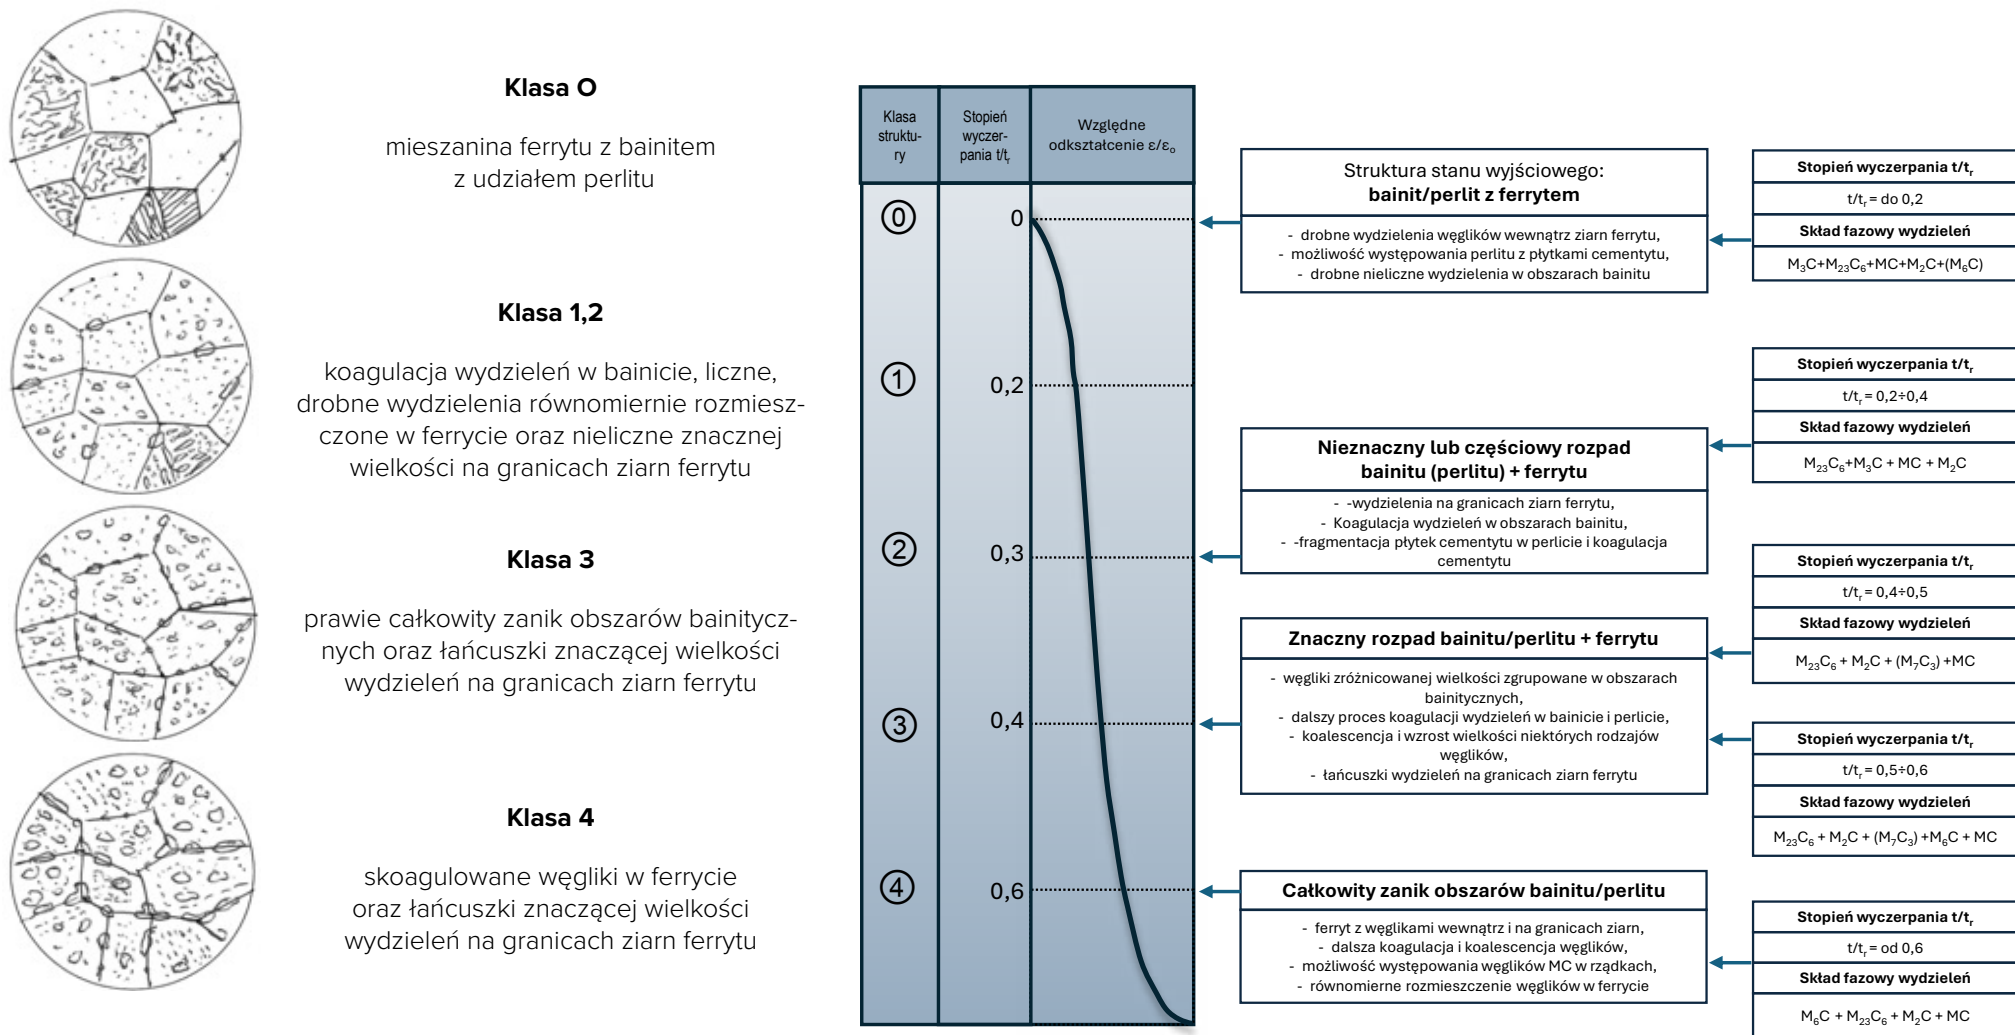 Klasa O
mieszanina ferrytu z bainitem
z udziałem perlitu
Klasa 1,2
koagulacja wydzieleń w bainicie, liczne,
drobne wydzielenia równomiernie rozmiesz-
czone w ferrycie oraz nieliczne znacznej
wielkości na granicach ziarn ferrytu
Klasa 3
prawie całkowity zanik obszarów bainitycz-
nych oraz łańcuszki znaczącej wielkości
wydzieleń na granicach ziarn ferrytu
Klasa 4
skoagulowane węgliki w ferrycie
oraz łańcuszki znaczącej wielkości
wydzieleń na granicach ziarn ferrytu
Klasa
struktu-
ry
Stopień
wyczer-
pania t/tᵣ
Względne
odkształcenie ε/εₒ
0
0
1
0,2
2
0,3
3
0,4
4
0,6
Struktura stanu wyjściowego:
bainit/perlit z ferrytem
- drobne wydzielenia węglików wewnątrz ziarn ferrytu,
- możliwość występowania perlitu z płytkami cementytu,
- drobne nieliczne wydzielenia w obszarach bainitu
Nieznaczny lub częściowy rozpad
bainitu (perlitu) + ferrytu
- -wydzielenia na granicach ziarn ferrytu,
- Koagulacja wydzieleń w obszarach bainitu,
- -fragmentacja płytek cementytu w perlicie i koagulacja
cementytu
Znaczny rozpad bainitu/perlitu + ferrytu
- węgliki zróżnicowanej wielkości zgrupowane w obszarach
bainitycznych,
- dalszy proces koagulacji wydzieleń w bainicie i perlicie,
- koalescencja i wzrost wielkości niektórych rodzajów
węglików,
- łańcuszki wydzieleń na granicach ziarn ferrytu
Całkowity zanik obszarów bainitu/perlitu
- ferryt z węglikami wewnątrz i na granicach ziarn,
- dalsza koagulacja i koalescencja węglików,
- możliwość występowania węglików MC w rządkach,
- równomierne rozmieszczenie węglików w ferrycie
Stopień wyczerpania t/tᵣ
t/tᵣ = do 0,2
Skład fazowy wydzieleń
M₃C+M₂₃C₆+MC+M₂C+(M₆C)
Stopień wyczerpania t/tᵣ
t/tᵣ = 0,2÷0,4
Skład fazowy wydzieleń
M₂₃C₆+M₃C + MC + M₂C
Stopień wyczerpania t/tᵣ
t/tᵣ = 0,4÷0,5
Skład fazowy wydzieleń
M₂₃C₆ + M₂C + (M₇C₃) +MC
Stopień wyczerpania t/tᵣ
t/tᵣ = 0,5÷0,6
Skład fazowy wydzieleń
M₂₃C₆ + M₂C + (M₇C₃) +M₆C + MC
Stopień wyczerpania t/tᵣ
t/tᵣ = od 0,6
Skład fazowy wydzieleń
M₆C + M₂₃C₆ + M₂C + MC